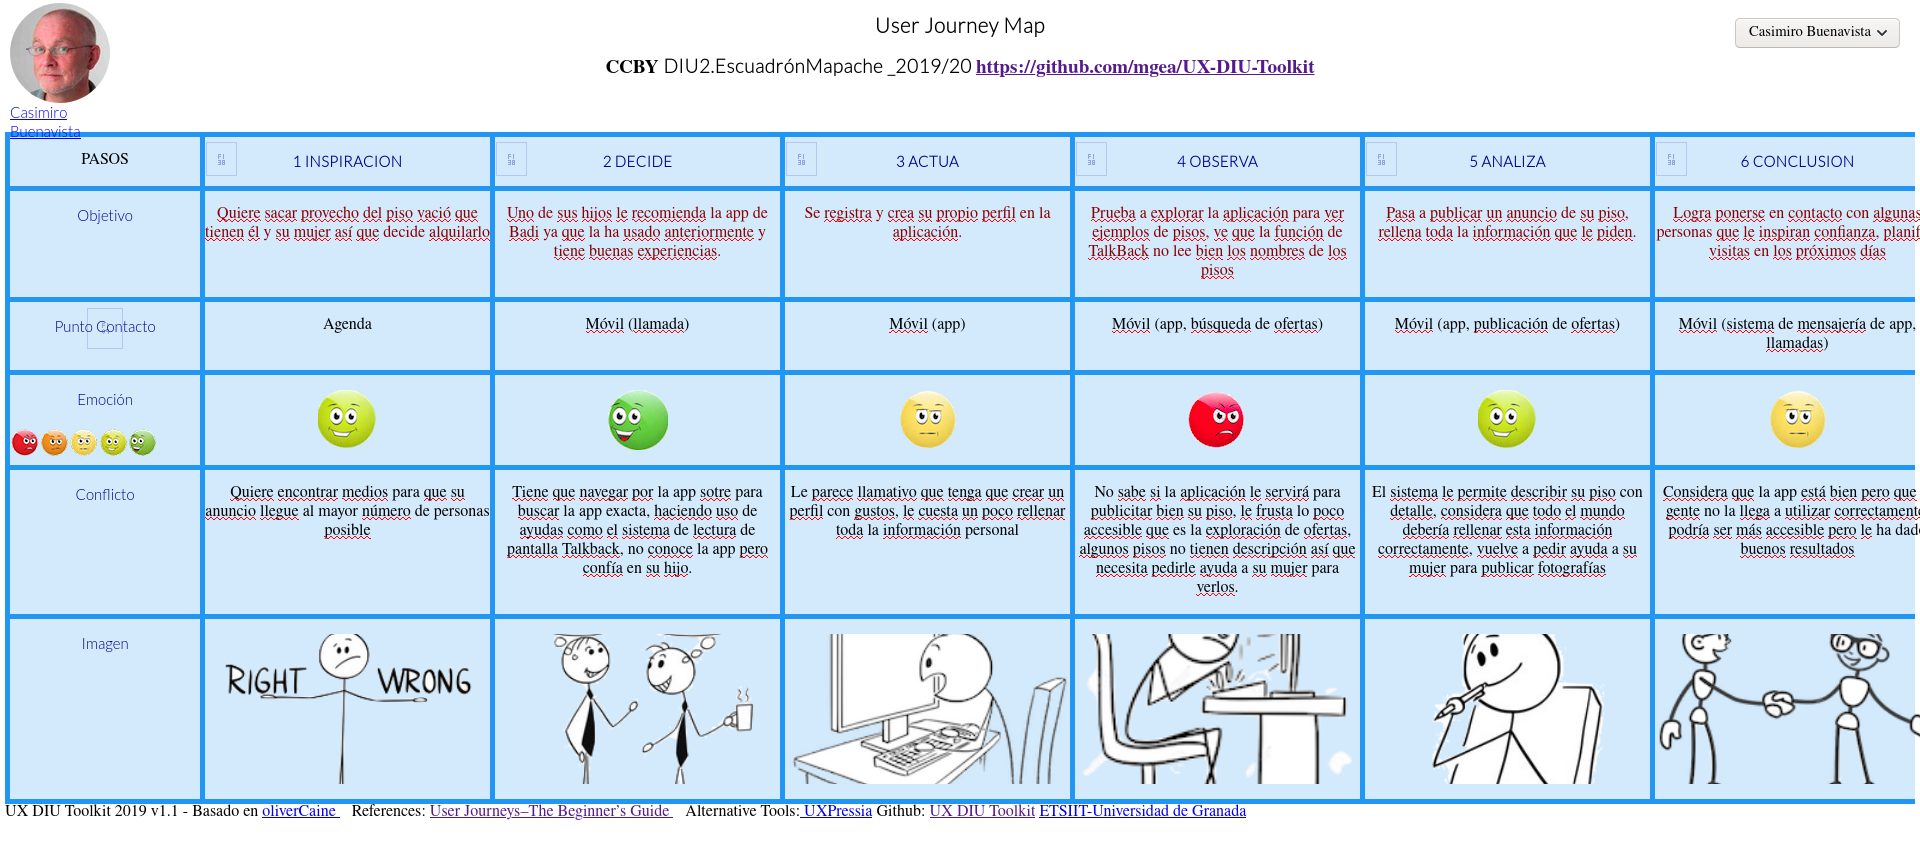 User Journey Map
Casimiro Buenavista
CCBY DIU2.EscuadrónMapache _2019/20 https://github.com/mgea/UX-DIU-Toolkit
Casimiro
Buenavista
PASOS
1 INSPIRACION
2 DECIDE
3 ACTUA
4 OBSERVA
5 ANALIZA
6 CONCLUSION
Objetivo
Quiere sacar provecho del piso vació que
tienen él y su mujer así que decide alquilarlo
Uno de sus hijos le recomienda la app de
Badi ya que la ha usado anteriormente y
tiene buenas experiencias.
Se registra y crea su propio perfil en la
aplicación.
Prueba a explorar la aplicación para ver
ejemplos de pisos, ve que la función de
TalkBack no lee bien los nombres de los
pisos
Pasa a publicar un anuncio de su piso,
rellena toda la información que le piden.
Logra ponerse en contacto con algunas
personas que le inspiran confianza, planif
visitas en los próximos días
Punto Contacto
Agenda
Móvil (llamada)
Móvil (app)
Móvil (app, búsqueda de ofertas)
Móvil (app, publicación de ofertas)
Móvil (sistema de mensajería de app,
llamadas)
Emoción
Conflicto
Quiere encontrar medios para que su
anuncio llegue al mayor número de personas
posible
Tiene que navegar por la app sotre para
buscar la app exacta, haciendo uso de
ayudas como el sistema de lectura de
pantalla Talkback, no conoce la app pero
confía en su hijo.
Le parece llamativo que tenga que crear un
perfil con gustos, le cuesta un poco rellenar
toda la información personal
No sabe si la aplicación le servirá para
publicitar bien su piso, le frusta lo poco
accesible que es la exploración de ofertas,
algunos pisos no tienen descripción así que
necesita pedirle ayuda a su mujer para
verlos.
El sistema le permite describir su piso con
detalle, considera que todo el mundo
debería rellenar esta información
correctamente, vuelve a pedir ayuda a su
mujer para publicar fotografías
Considera que la app está bien pero que
gente no la llega a utilizar correctamente
podría ser más accesible pero le ha dado
buenos resultados
Imagen
RIGHT WRONG
UX DIU Toolkit 2019 v1.1 - Basado en oliverCaine References: User Journeys–The Beginner's Guide Alternative Tools: UXPressia Github: UX DIU Toolkit ETSIIT-Universidad de Granada